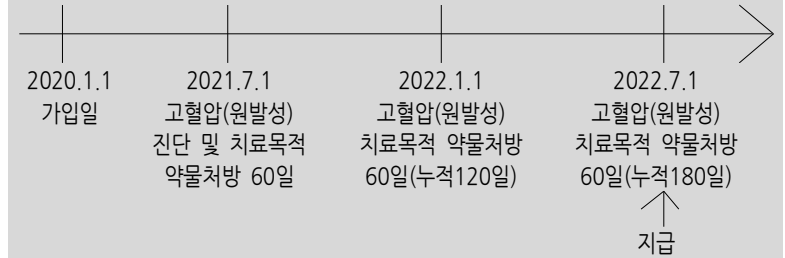 2020.1.1
가입일
2021.7.1
고혈압(원발성)
진단 및 치료목적
약물처방 60일
2022.1.1
고혈압(원발성)
치료목적 약물처방
60일(누적120일)
2022.7.1
고혈압(원발성)
치료목적 약물처방
60일(누적180일)
지급